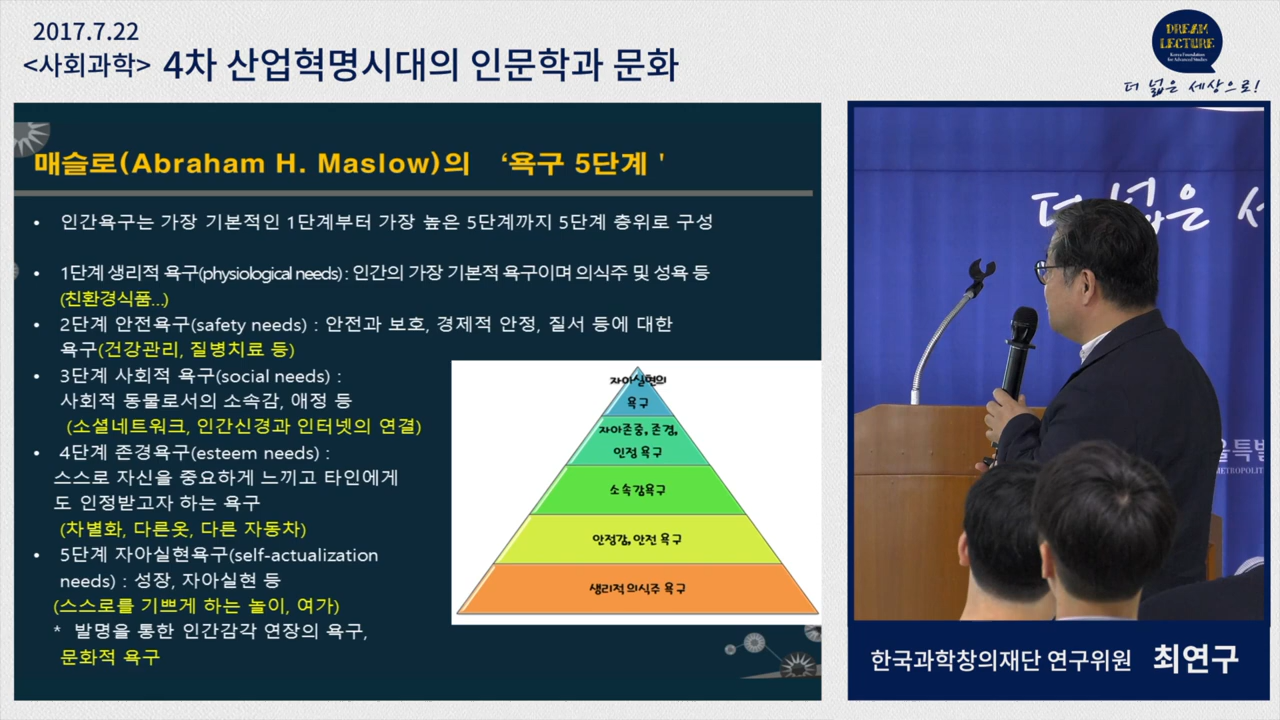 2017.7.22
<사회과학> 4차 산업혁명시대의 인문학과 문화
DREAM
LECTURE
Korea Foundation
for Advanced Studies
더 넓은 세상으로!
매슬로(Abraham H. Maslow)의 ‘욕구 5단계 '
• 인간욕구는 가장 기본적인 1단계부터 가장 높은 5단계까지 5단계 층위로 구성
• 1단계 생리적 욕구(physiological needs) : 인간의 가장 기본적 욕구이며 의식주 및 성욕 등
(친환경식품...)
• 2단계 안전욕구(safety needs) : 안전과 보호, 경제적 안정, 질서 등에 대한
욕구(건강관리, 질병치료 등)
• 3단계 사회적 욕구(social needs) :
사회적 동물로서의 소속감, 애정 등
(소셜네트워크, 인간신경과 인터넷의 연결)
• 4단계 존경욕구(esteem needs) :
스스로 자신을 중요하게 느끼고 타인에게
도 인정받고자 하는 욕구
(차별화, 다른옷, 다른 자동차)
• 5단계 자아실현욕구(self-actualization
needs) : 성장, 자아실현 등
(스스로를 기쁘게 하는 놀이, 여가)
* 발명을 통한 인간감각 연장의 욕구,
문화적 욕구
자아실현의
욕구
자아존중, 존경,
인정 욕구
소속감욕구
안정감, 안전 욕구
생리적 의식주 욕구
더 넓은 세
울특별
METROPOLIT
한국과학창의재단 연구위원 최연구